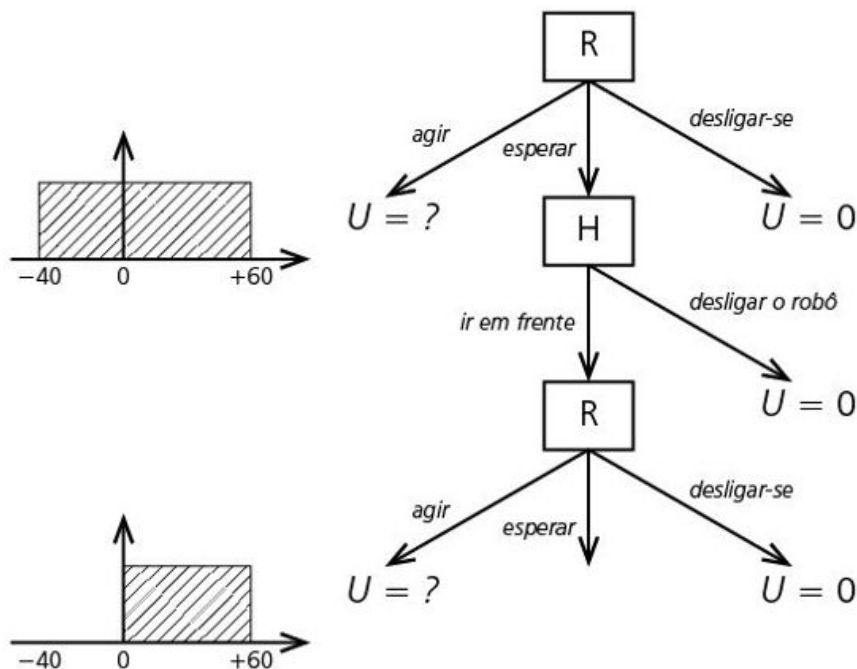 R
agir
esperar
desligar-se
U = ?
U = 0
H
−40
0
+60
ir em frente
desligar o robô
U = 0
R
agir
esperar
desligar-se
U = ?
U = 0
−40
0
+60